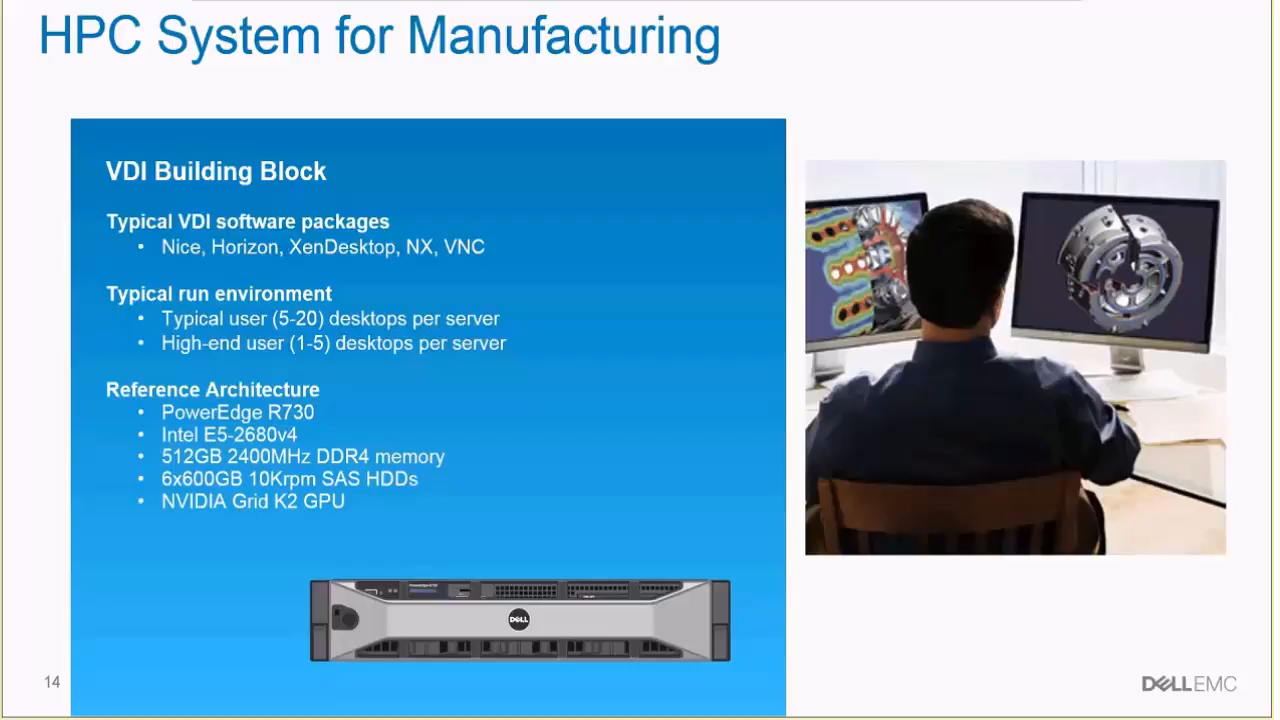 HPC System for Manufacturing
VDI Building Block
Typical VDI software packages
• Nice, Horizon, XenDesktop, NX, VNC
Typical run environment
• Typical user (5-20) desktops per server
• High-end user (1-5) desktops per server
Reference Architecture
• PowerEdge R730
• Intel E5-2680v4
• 512GB 2400MHz DDR4 memory
• 6x600GB 10Krpm SAS HDDs
• NVIDIA Grid K2 GPU
DELL
14
DELLEMC